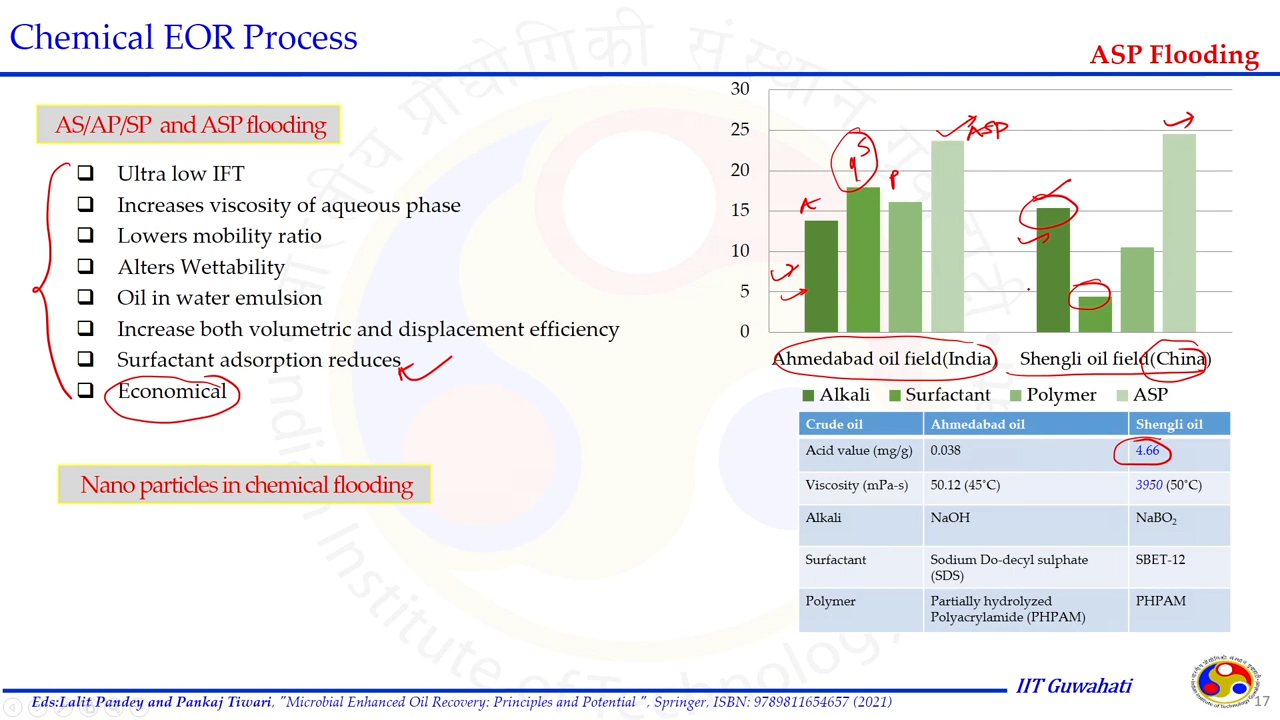 Chemical EOR Process
ASP Flooding
AS/AP/SP and ASP flooding
❑ Ultra low IFT
❑ Increases viscosity of aqueous phase
❑ Lowers mobility ratio
❑ Alters Wettability
❑ Oil in water emulsion
❑ Increase both volumetric and displacement efficiency
❑ Surfactant adsorption reduces
❑ Economical
Nano particles in chemical flooding
30
25
20
15
10
5
0
A
S
P
ASP
Ahmedabad oil field(India) Shengli oil field(China)
Alkali Surfactant Polymer ASP
Crude oil Ahmedabad oil Shengli oil
Acid value (mg/g) 0.038 4.66
Viscosity (mPa-s) 50.12 (45˚C) 3950 (50˚C)
Alkali NaOH NaBO₂
Surfactant Sodium Do-decyl sulphate SBET-12
(SDS)
Polymer Partially hydrolyzed PHPAM
Polyacrylamide (PHPAM)
IIT Guwahati
Eds:Lalit Pandey and Pankaj Tiwari, "Microbial Enhanced Oil Recovery: Principles and Potential ", Springer, ISBN: 9789811654657 (2021)
17